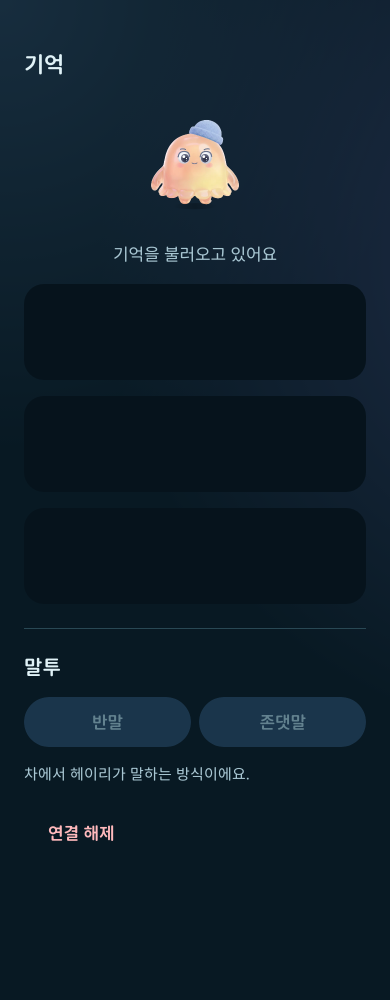 기억
기억을 불러오고 있어요
말투
반말
존댓말
차에서 헤이리가 말하는 방식이에요.
연결 해제